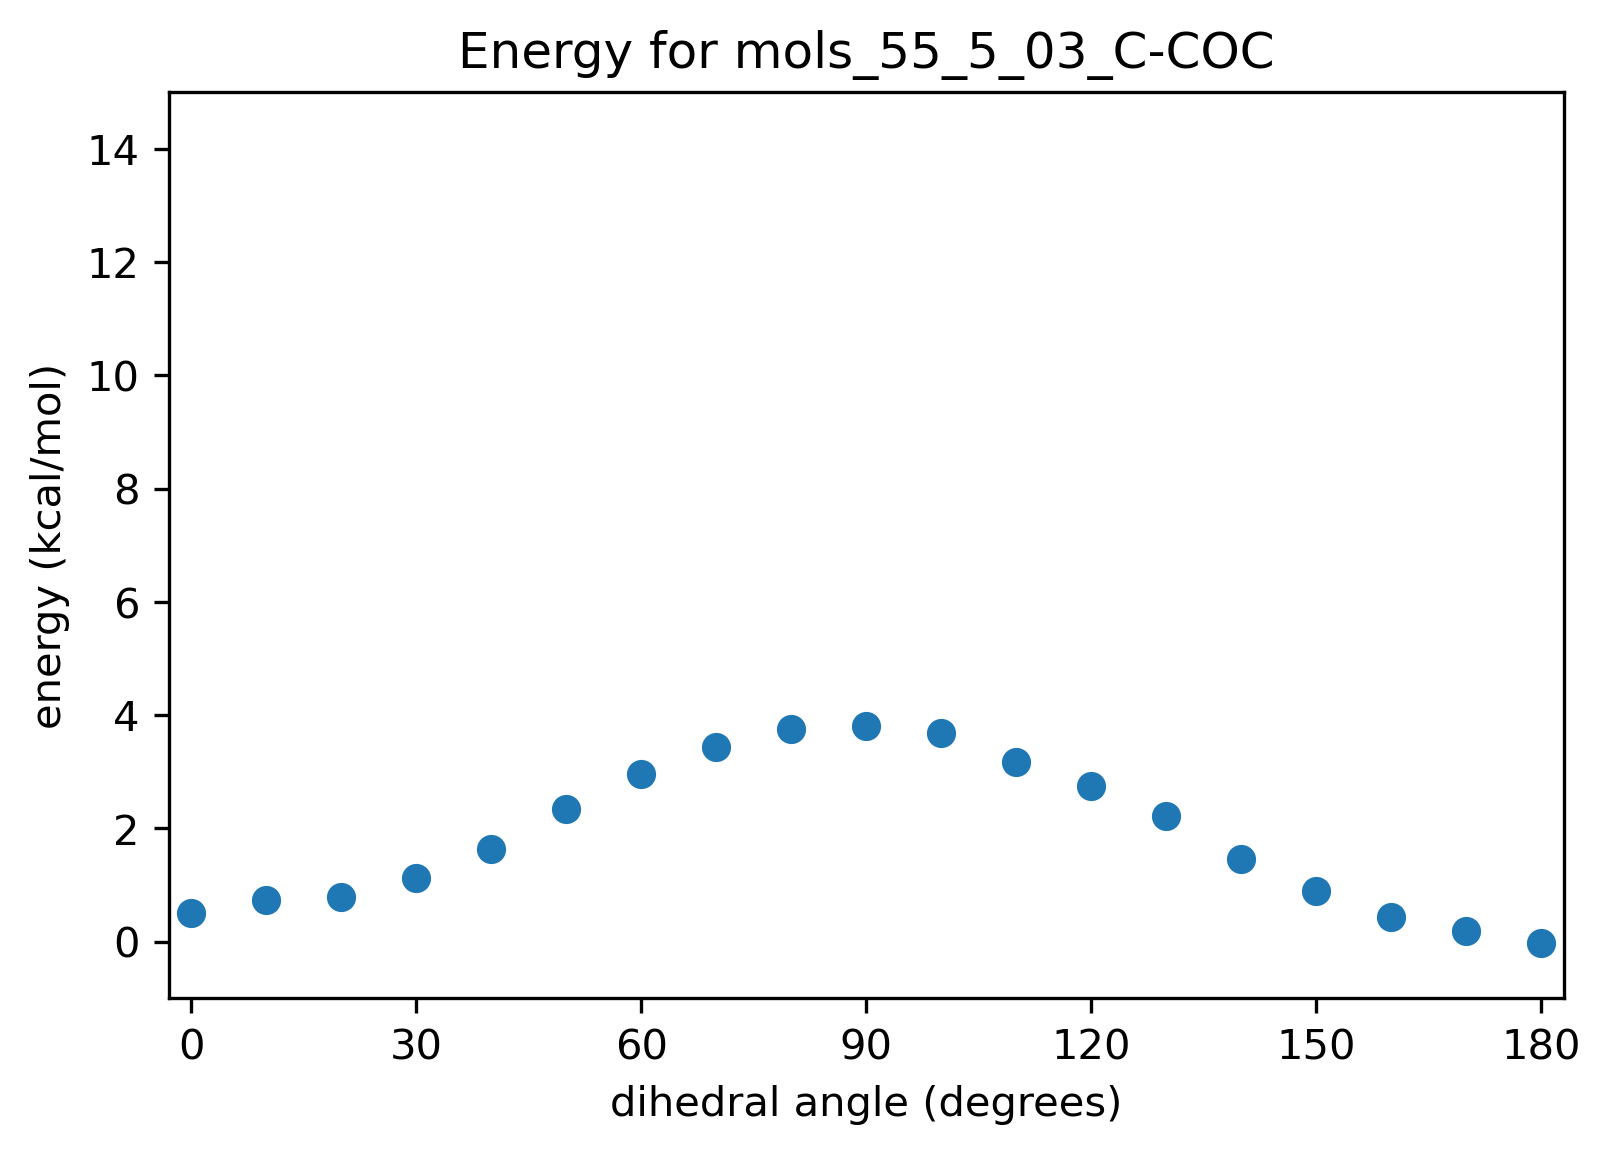 Energy for mols_55_5_03_C-COC
14
12
10
8
6
4
2
0
energy (kcal/mol)
0 30 60 90 120 150 180
dihedral angle (degrees)